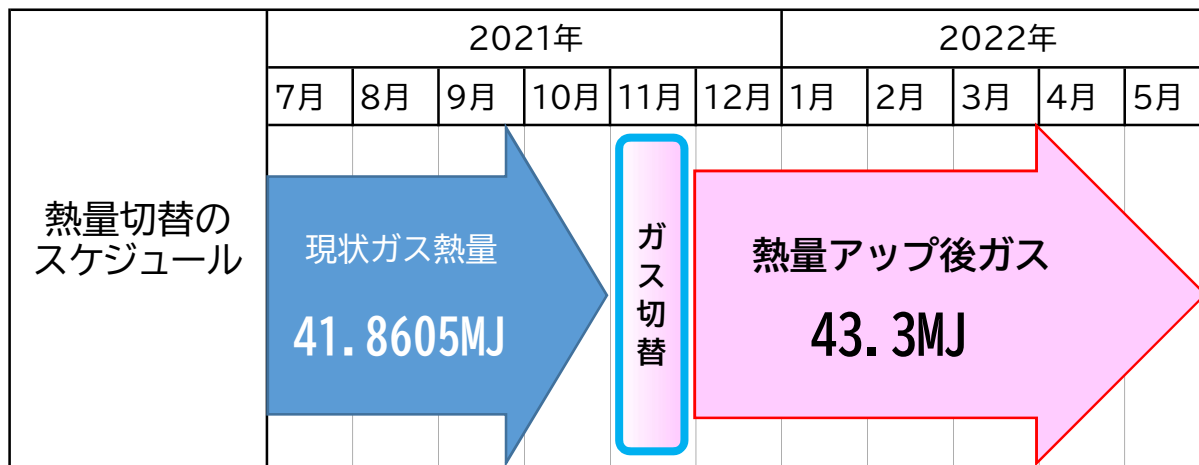 2021年 2022年
7月 8月 9月 10月 11月 12月 1月 2月 3月 4月 5月
熱量切替の
スケジュール
現状ガス熱量
41.8605MJ
ガス切替
熱量アップ後ガス
43.3MJ